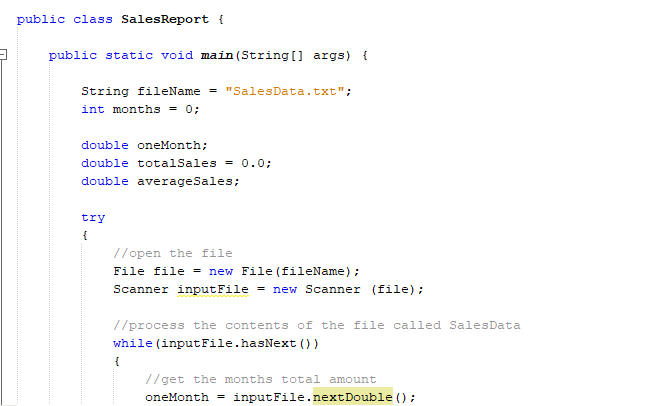 public class SalesReport {
public static void main(String[] args) {
String fileName = "SalesData.txt";
int months = 0;
double oneMonth;
double totalSales = 0.0;
double averageSales;
try
{
//open the file
File file = new File(fileName);
Scanner inputFile = new Scanner (file);
//process the contents of the file called SalesData
while(inputFile.hasNext())
{
//get the months total amount
oneMonth = inputFile.nextDouble();